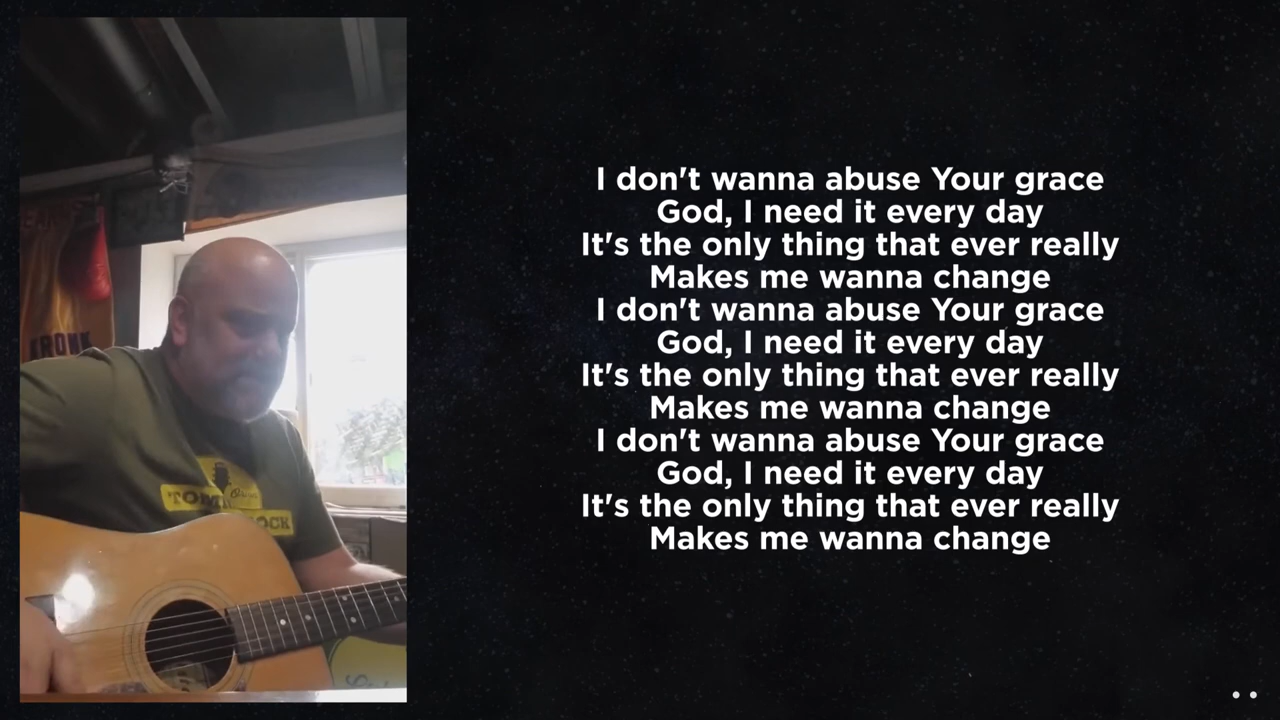 KRONK
TOM
OCK
I don't wanna abuse Your grace
God, I need it every day
It's the only thing that ever really
Makes me wanna change
I don't wanna abuse Your grace
God, I need it every day
It's the only thing that ever really
Makes me wanna change
I don't wanna abuse Your grace
God, I need it every day
It's the only thing that ever really
Makes me wanna change